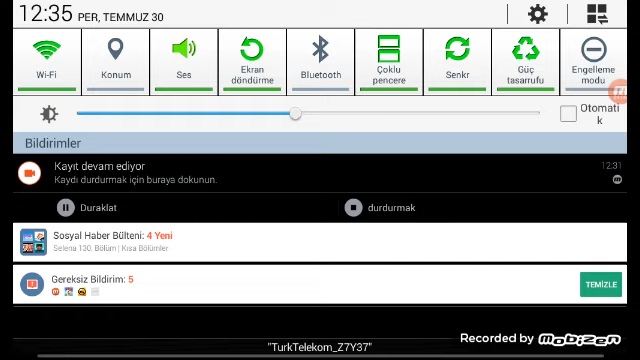 12:35 PER, TEMMUZ 30
Wi-Fi
Konum
Ses
Ekran
döndürme
Bluetooth
Çoklu
pencere
Senkr
Güç
tasarrufu
Engelleme
modu
Otomati
k
Bildirimler
Kayıt devam ediyor
12:31
Kaydı durdurmak için buraya dokunun.
Duraklat
durdurmak
Sosyal Haber Bülteni: 4 Yeni
Selena 130. Bölüm | Kısa Bölümler
Gereksiz Bildirim: 5
TEMİZLE
"TurkTelekom_Z7Y37"
Recorded by Mobizen